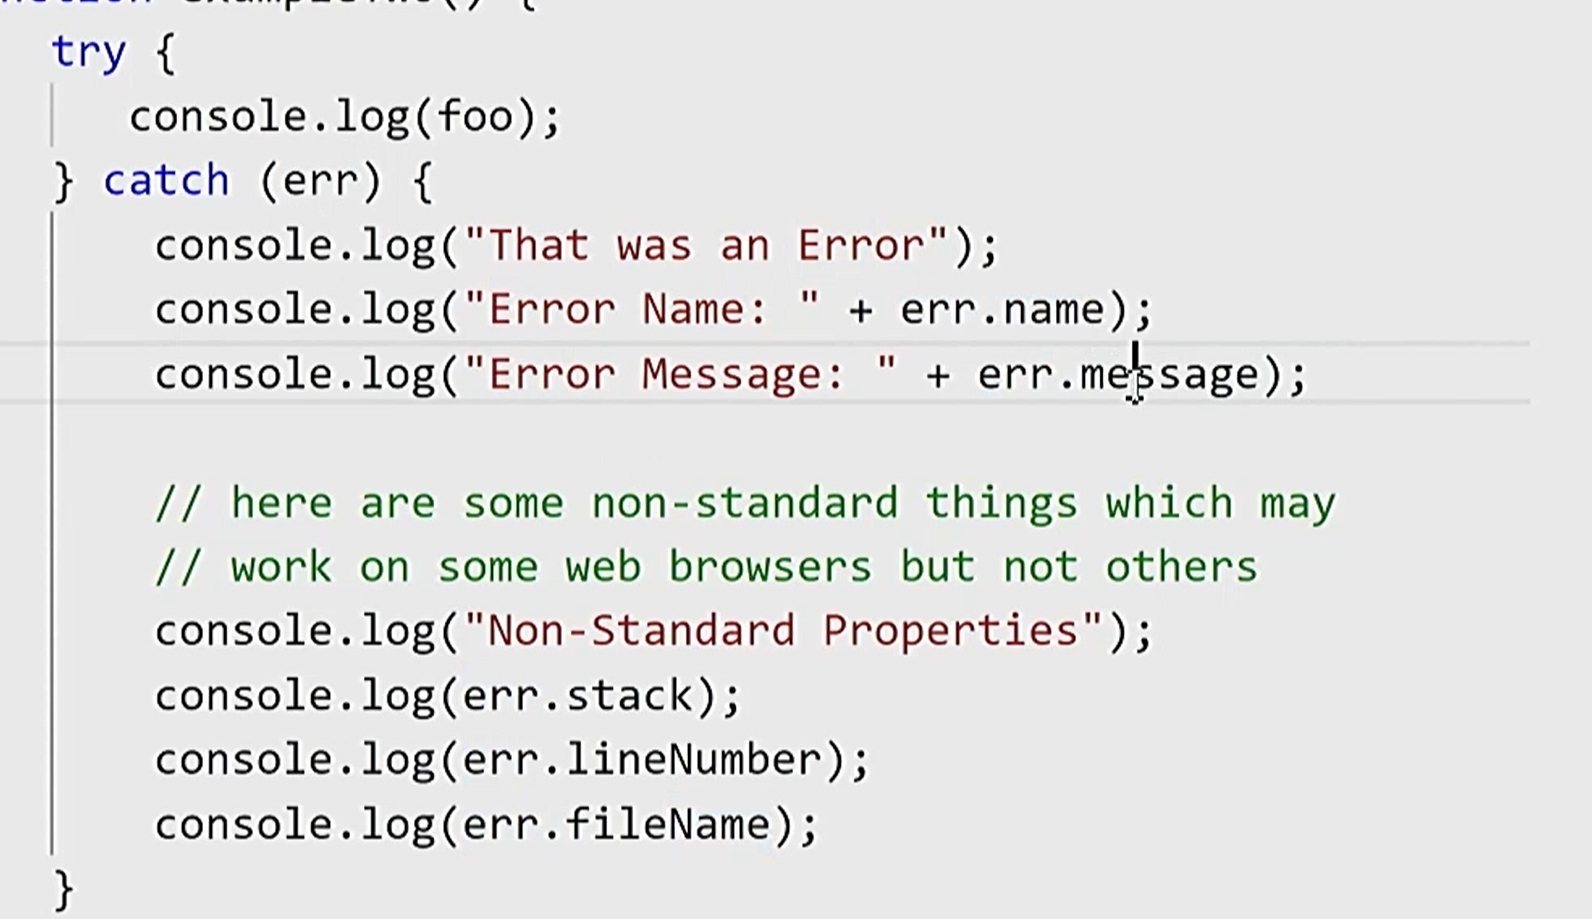 try {
console.log(foo);
} catch (err) {
console.log("That was an Error");
console.log("Error Name: " + err.name);
console.log("Error Message: " + err.message);
// here are some non-standard things which may
// work on some web browsers but not others
console.log("Non-Standard Properties");
console.log(err.stack);
console.log(err.lineNumber);
console.log(err.fileName);
}